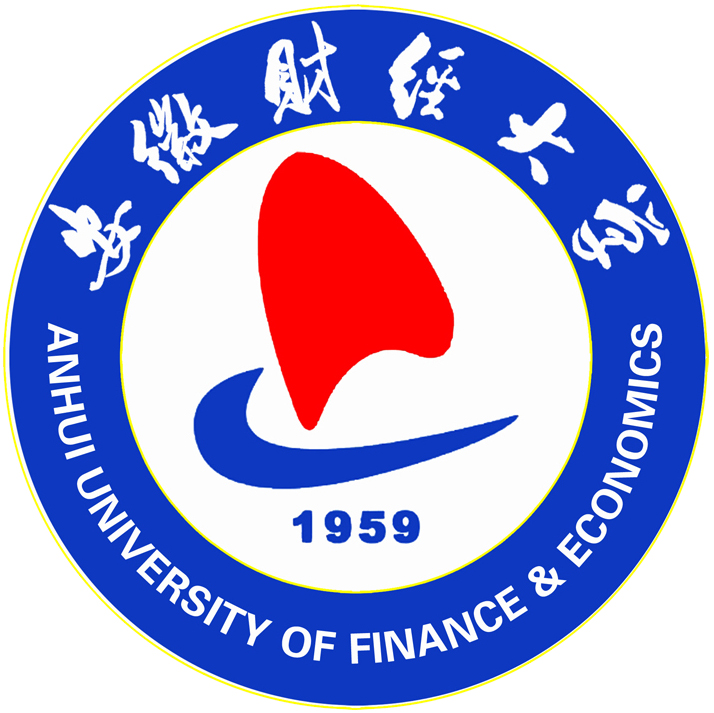 安徽财经大学
1959
ANHUI UNIVERSITY OF FINANCE & ECONOMICS